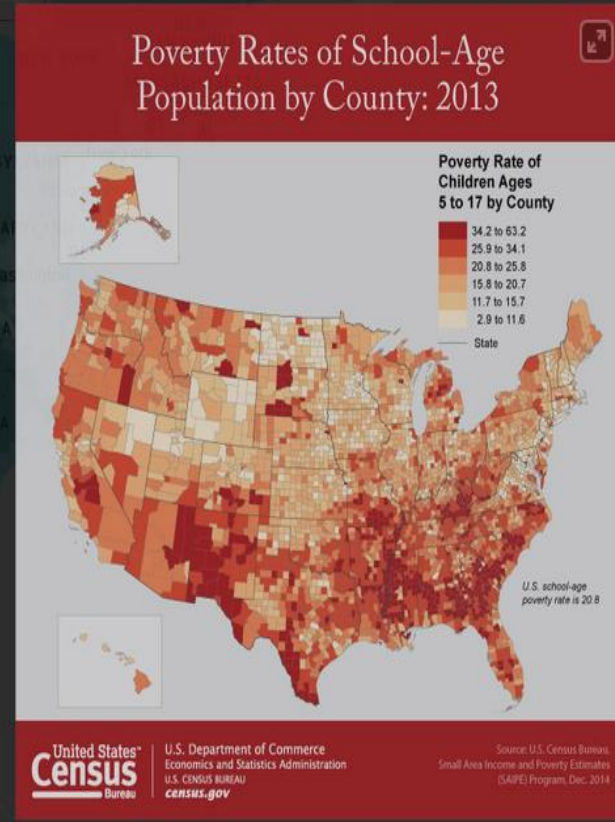 Poverty Rates of School-Age
Population by County: 2013
Poverty Rate of
Children Ages
5 to 17 by County
34.2 to 63.2
25.9 to 34.1
20.8 to 25.8
15.8 to 20.7
11.7 to 15.7
2.9 to 11.6
State
U.S. school-age
poverty rate is 20.8
United States™
Census
Bureau
U.S. Department of Commerce
Economics and Statistics Administration
U.S. CENSUS BUREAU
census.gov
Source: U.S. Census Bureau,
Small Area Income and Poverty Estimates
(SAIPE) Program, Dec. 2014